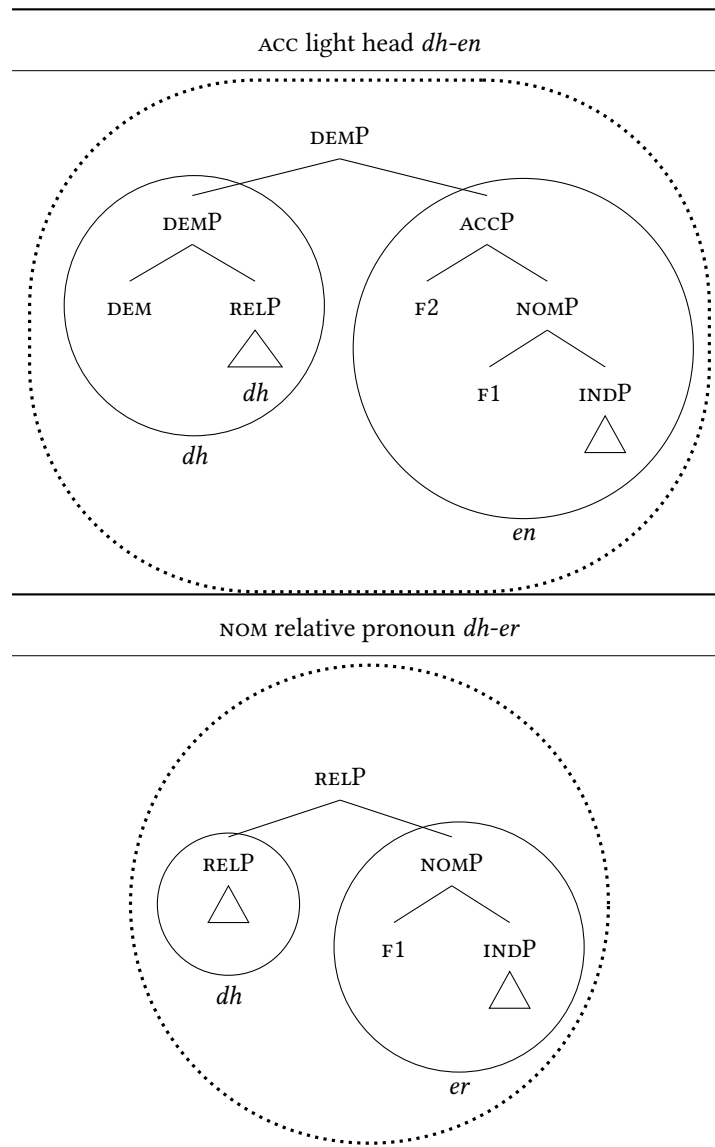 ACC light head dh-en
DEMP
DEMP ACCP
DEM RELP F2 NOMP
dh F1 INDP
dh
en
NOM relative pronoun dh-er
RELP
RELP NOMP
F1 INDP
dh
er